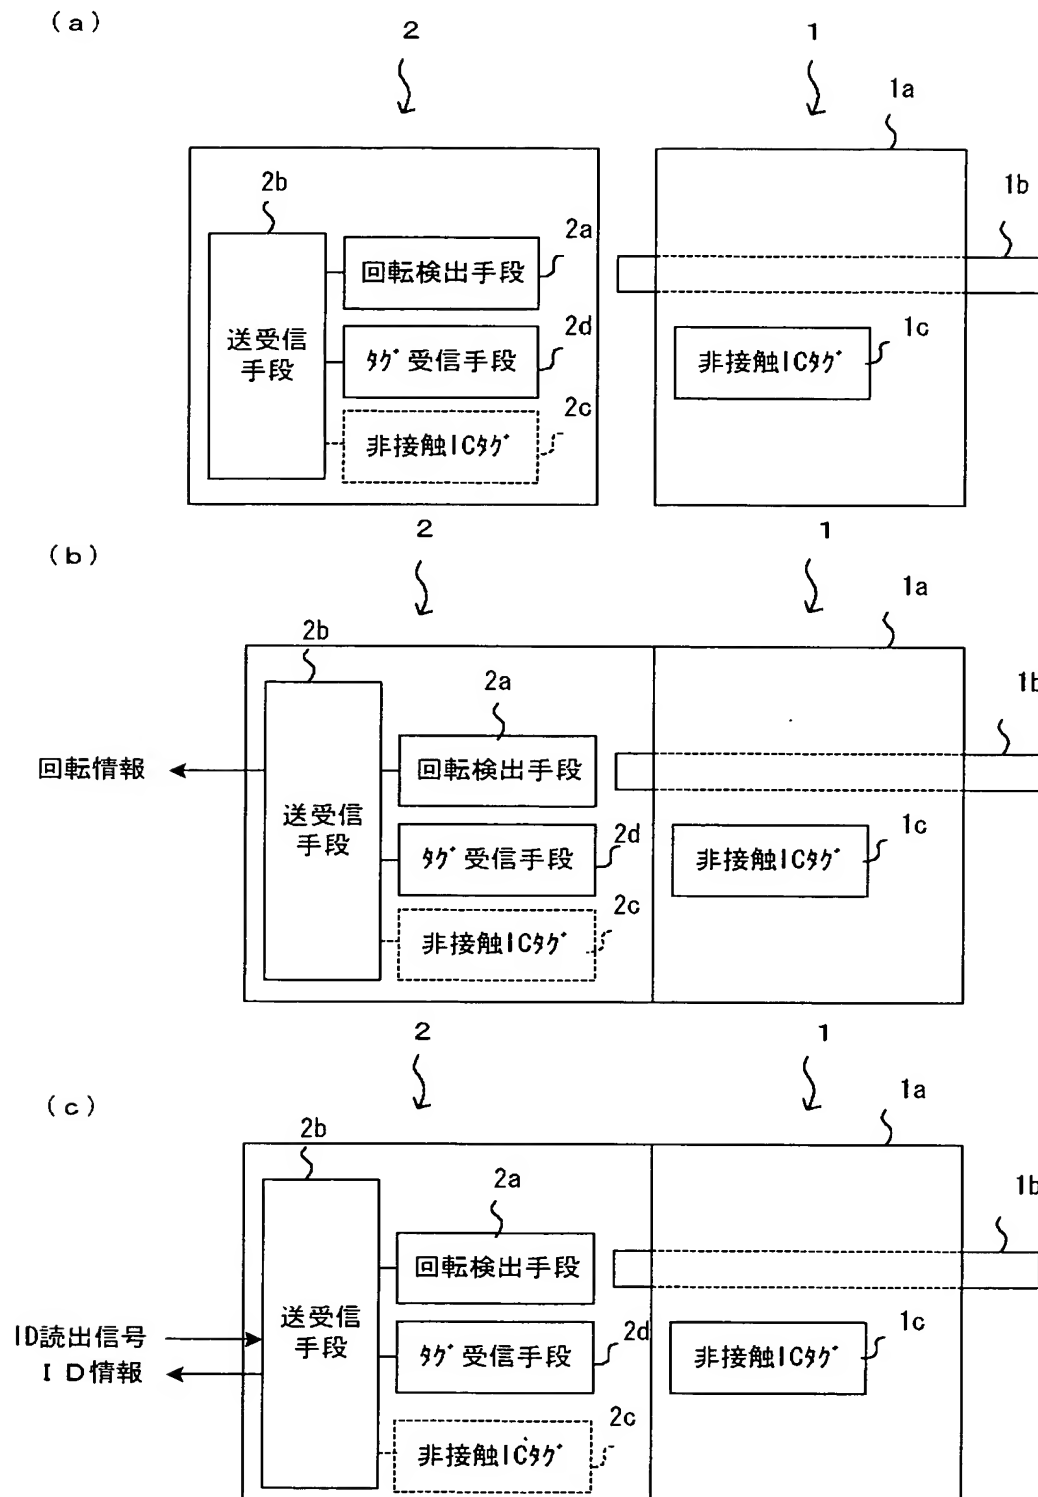 (a)
2
1
1a
1b
2b
2a
回転検出手段
2d
1c
送受信
手段
ﾀｸﾞ受信手段
非接触ICﾀｸﾞ
2c
非接触ICﾀｸﾞ
(b)
2
1
1a
2b
2a
1b
回転情報
回転検出手段
送受信
手段
2d
1c
ﾀｸﾞ受信手段
非接触ICﾀｸﾞ
2c
非接触ICﾀｸﾞ
(c)
2
1
1a
2b
2a
1b
回転検出手段
ID読出信号
ID情報
送受信
手段
2d
1c
ﾀｸﾞ受信手段
非接触ICﾀｸﾞ
2c
非接触ICﾀｸﾞ